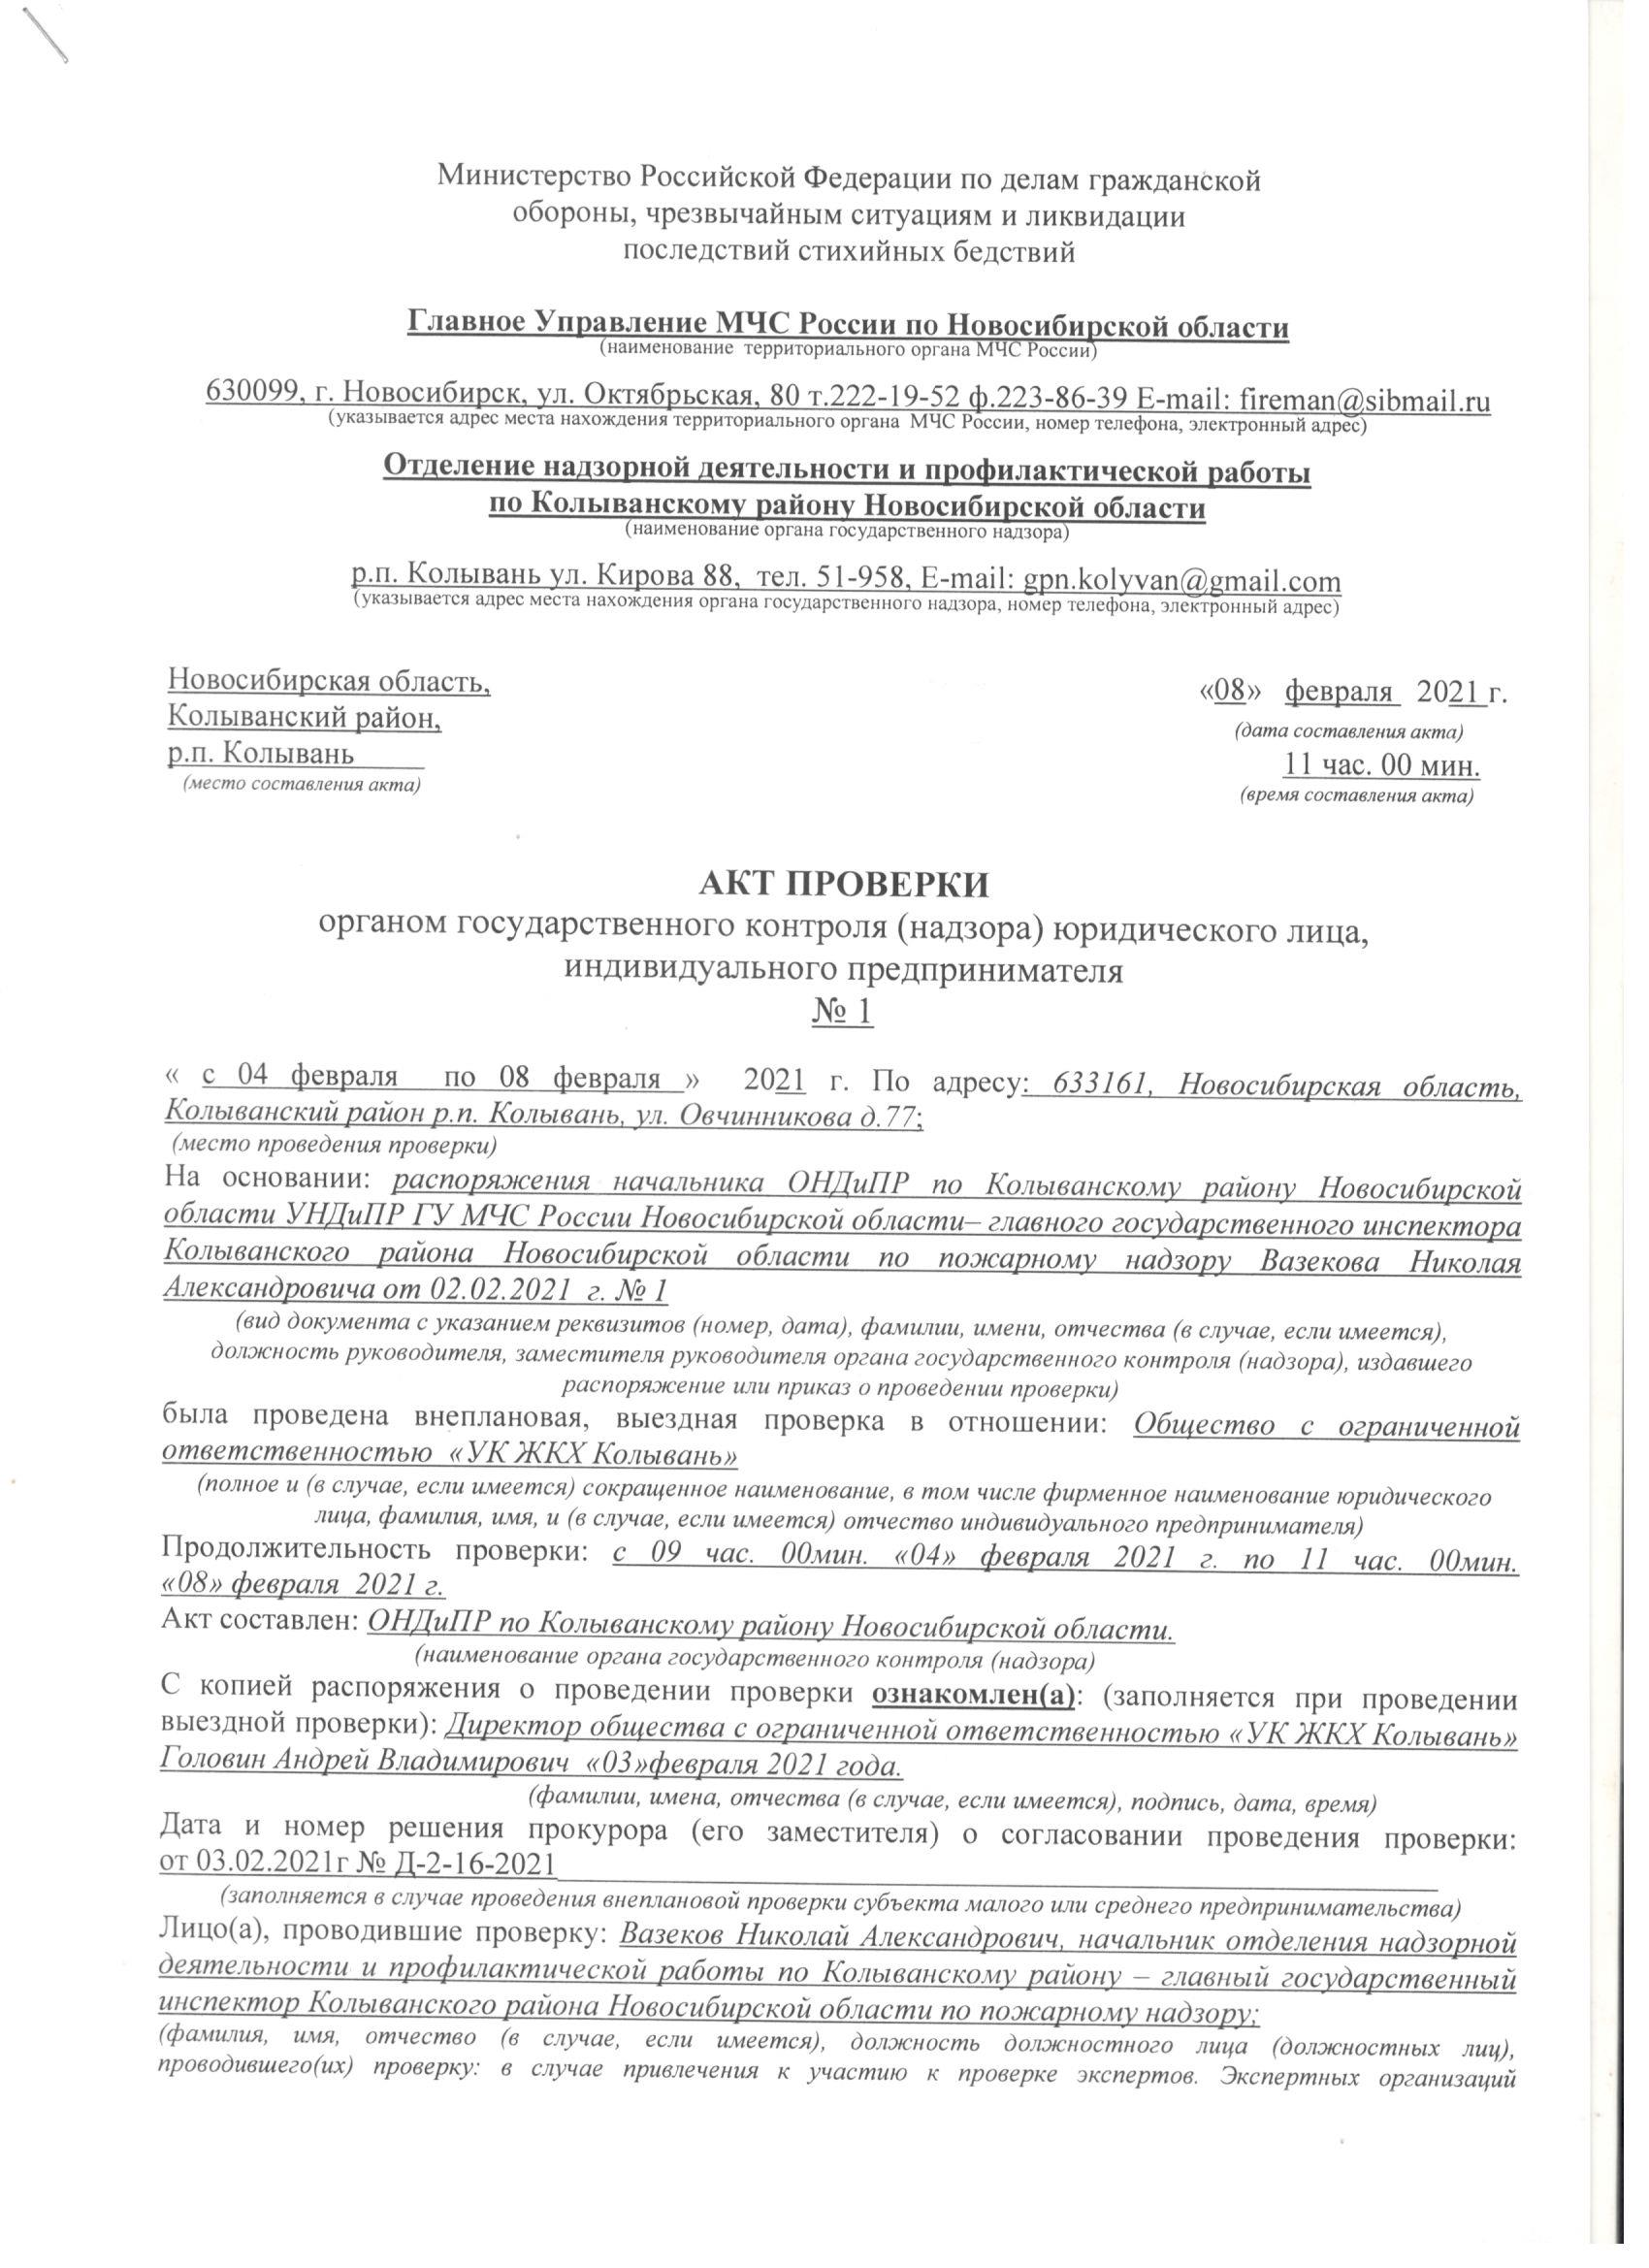 Министерство Российской Федерации по делам гражданской
обороны, чрезвычайным ситуациям и ликвидации
последствий стихийных бедствий
Главное Управление МЧС России по Новосибирской области
(наименование территориального органа МЧС России)
630099, г. Новосибирск, ул. Октябрьская, 80 т.222-19-52 ф.223-86-39 E-mail: fireman@sibmail.ru
(указывается адрес места нахождения территориального органа МЧС России, номер телефона, электронный адрес)
Отделение надзорной деятельности и профилактической работы
по Колыванскому району Новосибирской области
(наименование органа государственного надзора)
р.п. Колывань ул. Кирова 88, тел. 51-958, E-mail: gpn.kolyvan@gmail.com
(указывается адрес места нахождения органа государственного надзора, номер телефона, электронный адрес)
Новосибирская область,
Колыванский район,
р.п. Колывань
(место составления акта)
«08» февраля 2021 г.
(дата составления акта)
11 час. 00 мин.
(время составления акта)
АКТ ПРОВЕРКИ
органом государственного контроля (надзора) юридического лица,
индивидуального предпринимателя
№ 1
« с 04 февраля по 08 февраля » 2021 г. По адресу: 633161, Новосибирская область,
Колыванский район р.п. Колывань, ул. Овчинникова д.77;
(место проведения проверки)
На основании: распоряжения начальника ОНДиПР по Колыванскому району Новосибирской
области УНДиПР ГУ МЧС России Новосибирской области– главного государственного инспектора
Колыванского района Новосибирской области по пожарному надзору Вазекова Николая
Александровича от 02.02.2021 г. № 1
(вид документа с указанием реквизитов (номер, дата), фамилии, имени, отчества (в случае, если имеется),
должность руководителя, заместителя руководителя органа государственного контроля (надзора), издавшего
распоряжение или приказ о проведении проверки)
была проведена внеплановая, выездная проверка в отношении: Общество с ограниченной
ответственностью «УК ЖКХ Колывань»
(полное и (в случае, если имеется) сокращенное наименование, в том числе фирменное наименование юридического
лица, фамилия, имя, и (в случае, если имеется) отчество индивидуального предпринимателя)
Продолжительность проверки: с 09 час. 00мин. «04» февраля 2021 г. по 11 час. 00мин.
«08» февраля 2021 г.
Акт составлен: ОНДиПР по Колыванскому району Новосибирской области.
(наименование органа государственного контроля (надзора)
С копией распоряжения о проведении проверки ознакомлен(а): (заполняется при проведении
выездной проверки): Директор общества с ограниченной ответственностью «УК ЖКХ Колывань»
Головин Андрей Владимирович «03»февраля 2021 года.
(фамилии, имена, отчества (в случае, если имеется), подпись, дата, время)
Дата и номер решения прокурора (его заместителя) о согласовании проведения проверки:
от 03.02.2021г № Д-2-16-2021
(заполняется в случае проведения внеплановой проверки субъекта малого или среднего предпринимательства)
Лицо(а), проводившие проверку: Вазеков Николай Александрович, начальник отделения надзорной
деятельности и профилактической работы по Колыванскому району – главный государственный
инспектор Колыванского района Новосибирской области по пожарному надзору;
(фамилия, имя, отчество (в случае, если имеется), должность должностного лица (должностных лиц),
проводившего(их) проверку: в случае привлечения к участию к проверке экспертов. Экспертных организаций